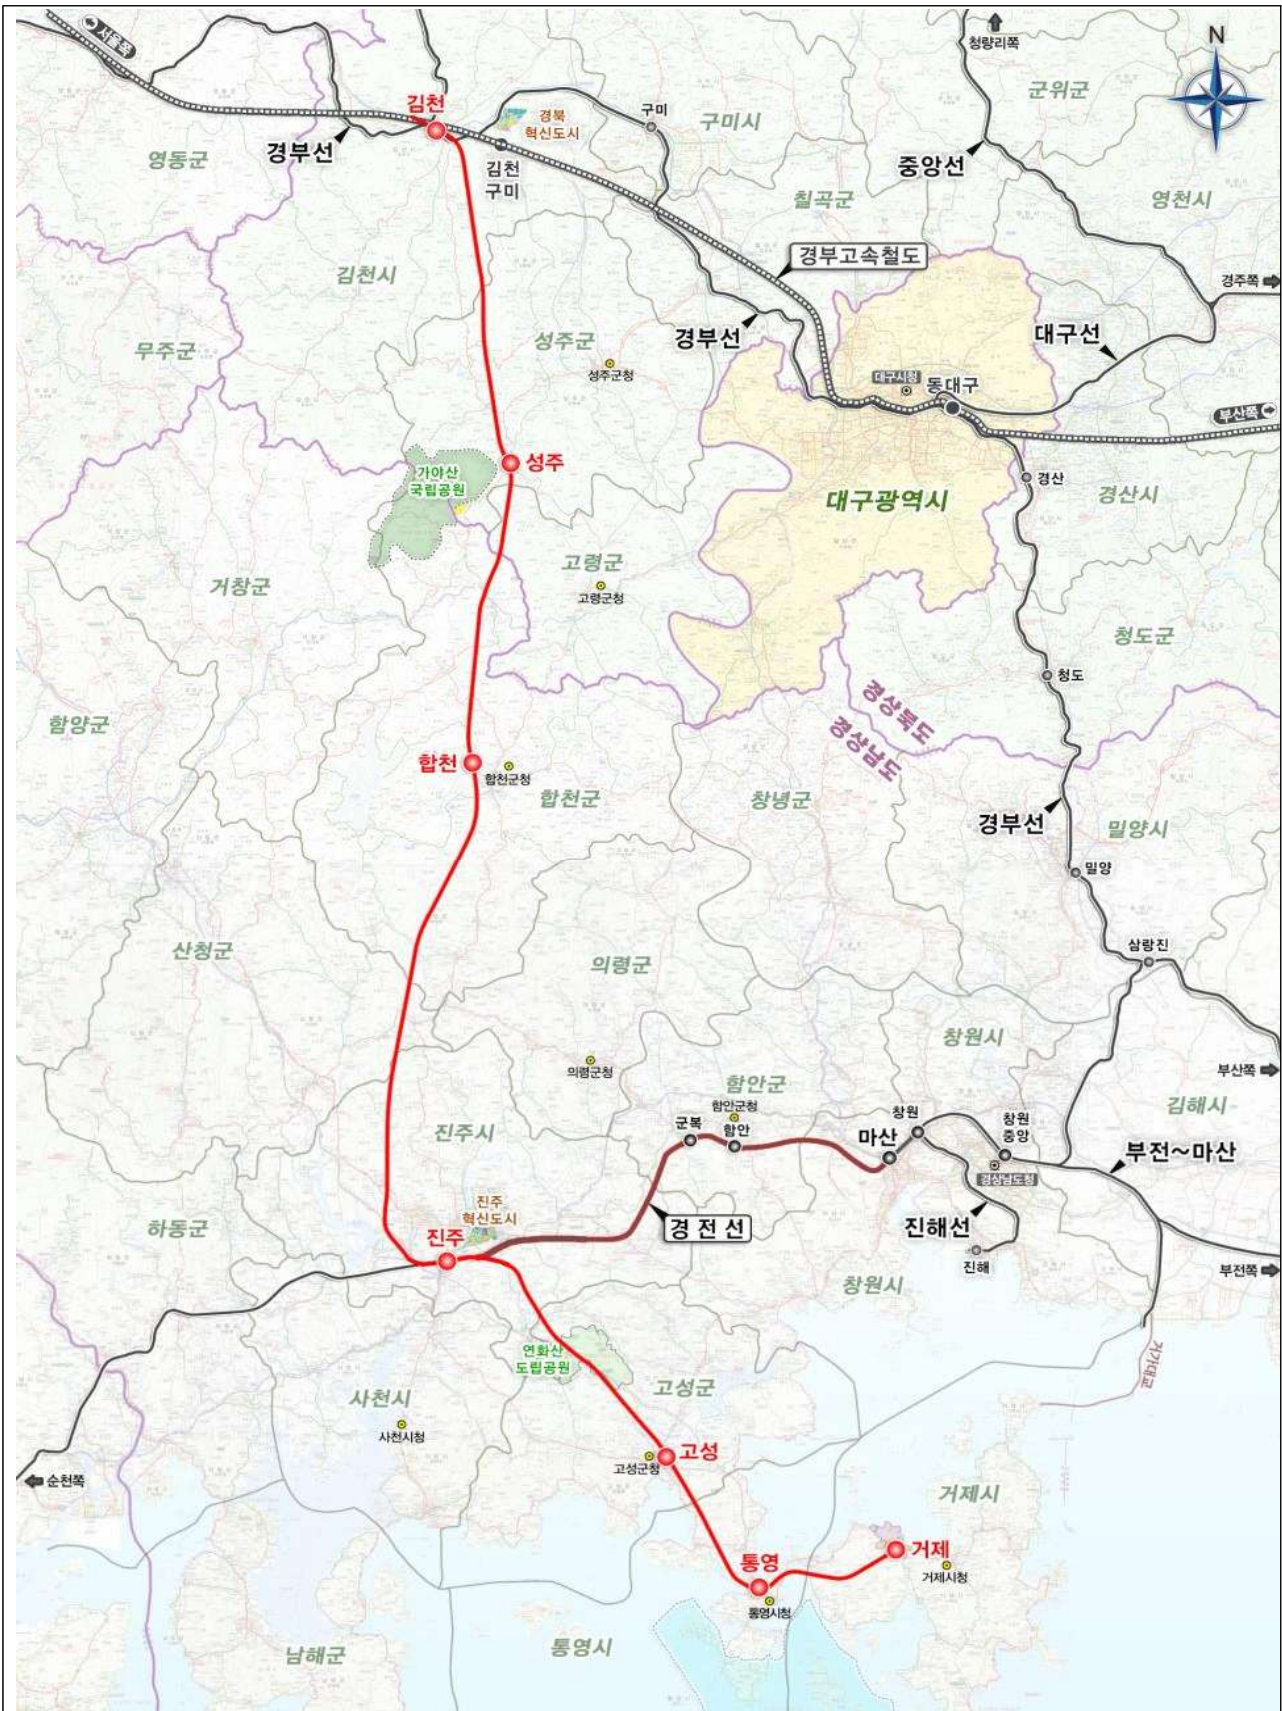 서울쪽
청량리쪽
N
김천
경북
혁신도시
구미
구미시
군위군
영동군
경부선
김천
구미
중앙선
칠곡군
영천시
경부고속철도
김천시
경주쪽
무주군
성주군
성주군청
경부선
대구선
대구시청
동대구
부산쪽
성주
가야산
국립공원
경산
경산시
대구광역시
거창군
고령군
고령군청
청도군
청도
함양군
경상북도
경상남도
합천
합천군청
합천군
창녕군
경부선
밀양시
밀양
산청군
의령군
삼랑진
창원시
의령군청
부산쪽
함안군
함안군청
김해시
진주시
군북
함안
창원
마산
창원
중앙
부전~마산
경상남도청
진주
혁신도시
하동군
진주
경전선
진해선
진해
부전쪽
창원시
연화산
도립공원
거가대교
고성군
사천시
사천시청
고성
고성군청
순천쪽
거제시
거제
거제시청
통영
통영시청
남해군
통영시